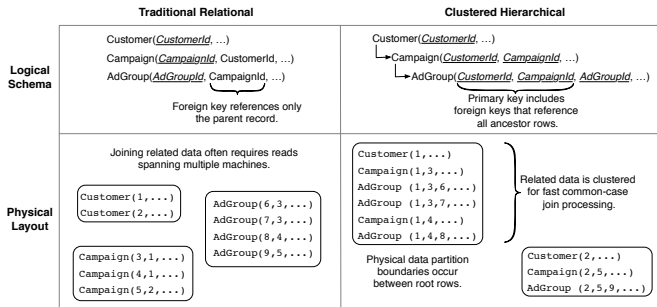 Traditional Relational
Clustered Hierarchical
Logical
Schema
Customer(CustomerId, …)
Campaign(CampaignId, CustomerId, …)
AdGroup(AdGroupId, CampaignId, …)
Foreign key references only
the parent record.
Customer(CustomerId, …)
Campaign(CustomerId, CampaignId, …)
AdGroup(CustomerId, CampaignId, AdGroupId, …)
Primary key includes
foreign keys that reference
all ancestor rows.
Physical
Layout
Joining related data often requires reads
spanning multiple machines.
Customer(1,...)
Customer(2,...)
AdGroup(6,3,...)
AdGroup(7,3,...)
AdGroup(8,4,...)
AdGroup(9,5,...)
Campaign(3,1,...)
Campaign(4,1,...)
Campaign(5,2,...)
Customer(1,...)
Campaign(1,3,...)
AdGroup (1,3,6,...)
AdGroup (1,3,7,...)
Campaign(1,4,...)
AdGroup (1,4,8,...)
Related data is clustered
for fast common-case
join processing.
Physical data partition
boundaries occur
between root rows.
Customer(2,...)
Campaign(2,5,...)
AdGroup (2,5,9,...)